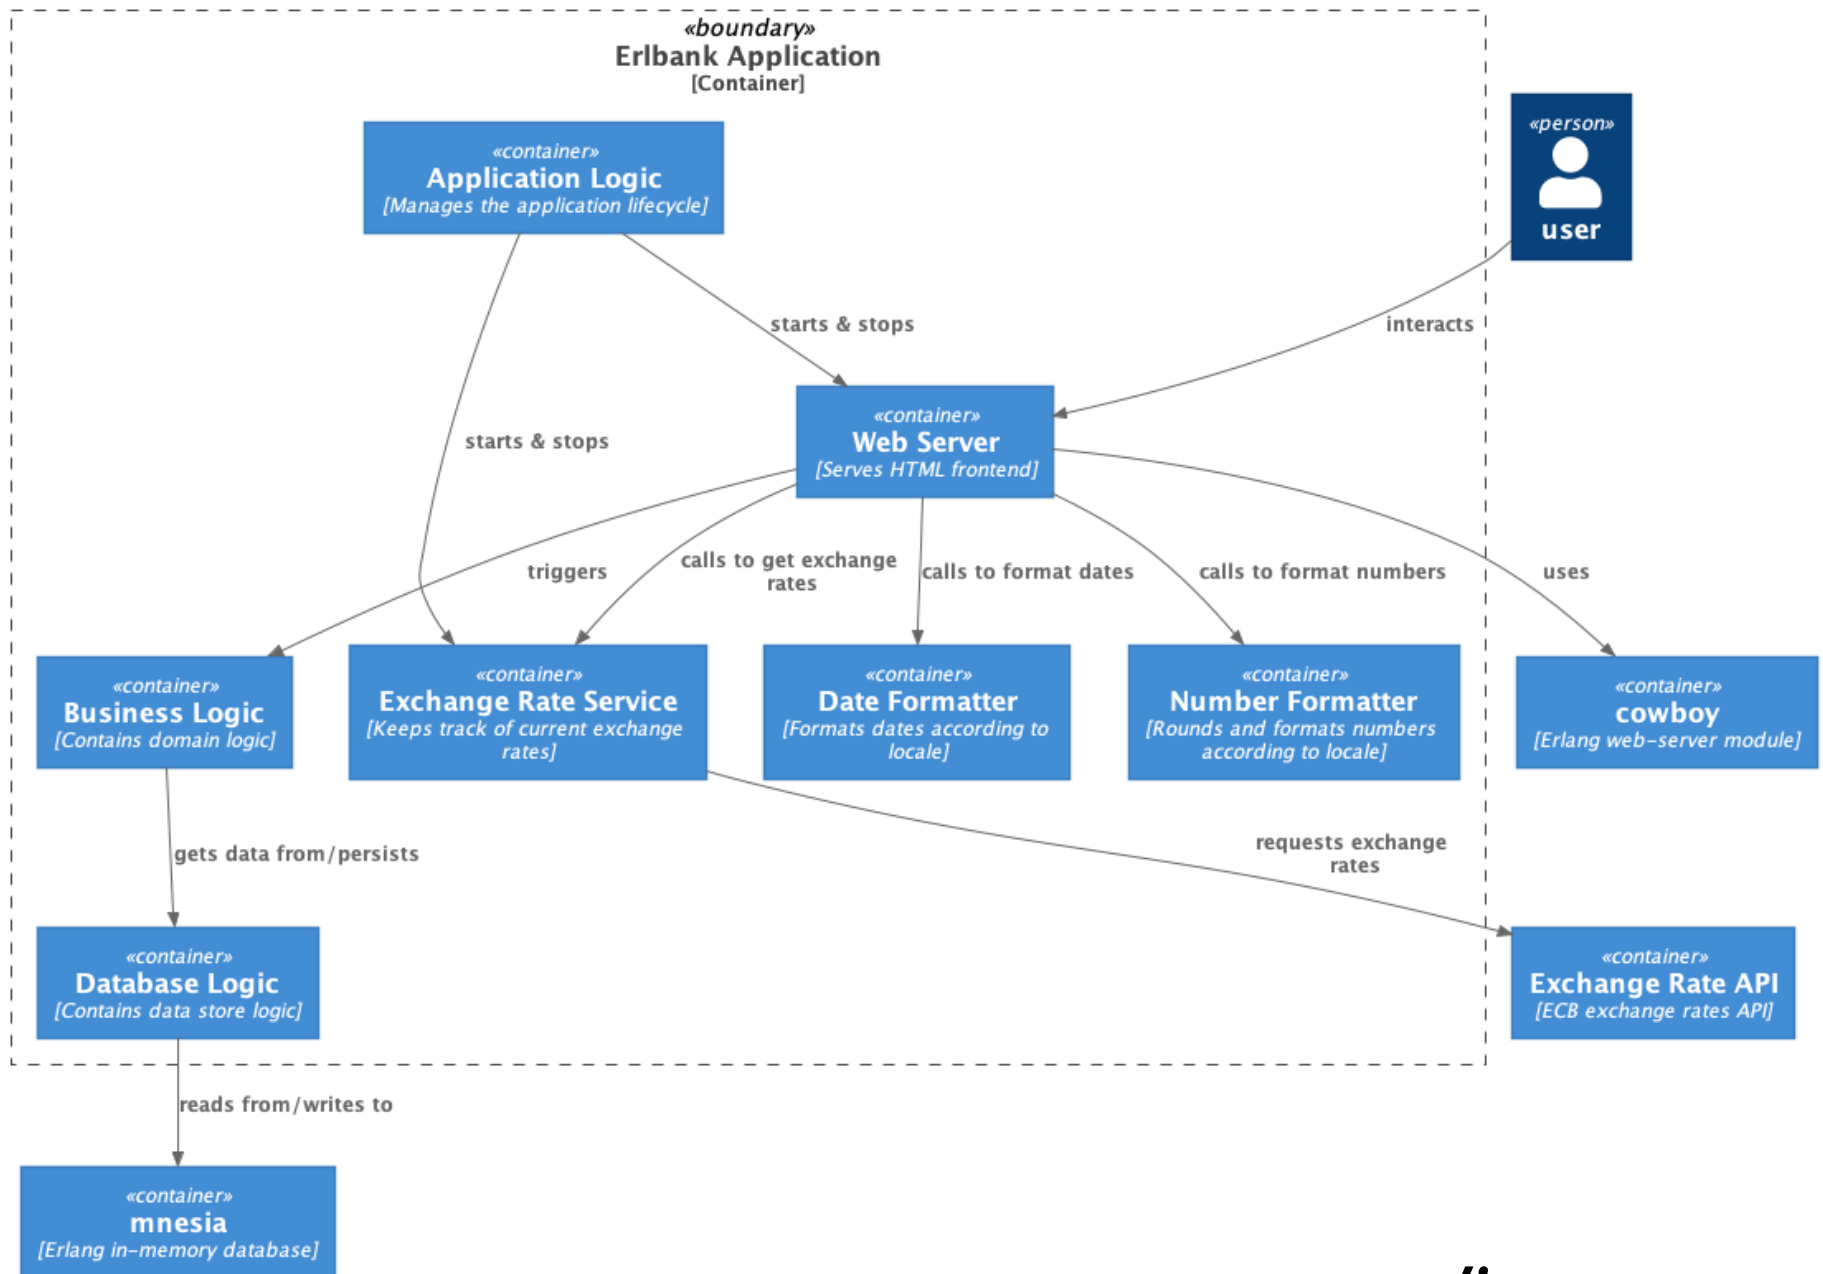 «boundary»
Erlbank Application
[Container]
«container»
Application Logic
[Manages the application lifecycle]
«person»
user
starts & stops
interacts
starts & stops
«container»
Web Server
[Serves HTML frontend]
triggers
calls to get exchange
rates
calls to format dates
calls to format numbers
uses
«container»
Business Logic
[Contains domain logic]
«container»
Exchange Rate Service
[Keeps track of current exchange
rates]
«container»
Date Formatter
[Formats dates according to
locale]
«container»
Number Formatter
[Rounds and formats numbers
according to locale]
«container»
cowboy
[Erlang web-server module]
gets data from/persists
requests exchange
rates
«container»
Database Logic
[Contains data store logic]
«container»
Exchange Rate API
[ECB exchange rates API]
reads from/writes to
«container»
mnesia
[Erlang in-memory database]